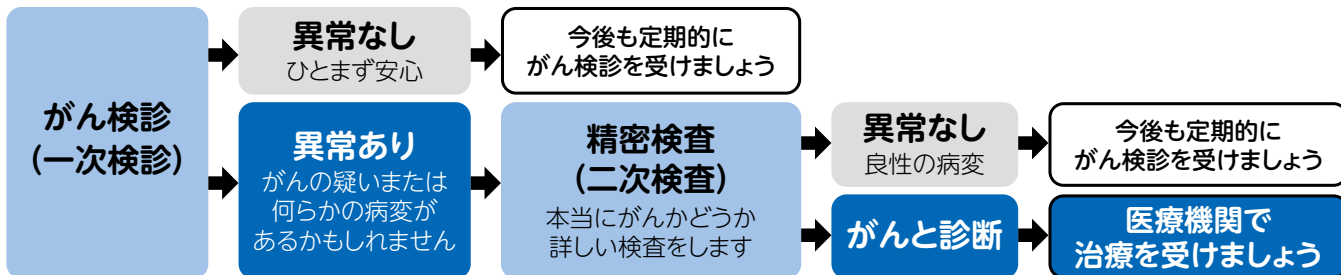 がん検診
(一次検診)
異常なし
ひとまず安心
今後も定期的に
がん検診を受けましょう
異常あり
がんの疑いまたは
何らかの病変が
あるかもしれません
精密検査
(二次検査)
本当にがんかどうか
詳しい検査をします
異常なし
良性の病変
今後も定期的に
がん検診を受けましょう
がんと診断
医療機関で
治療を受けましょう